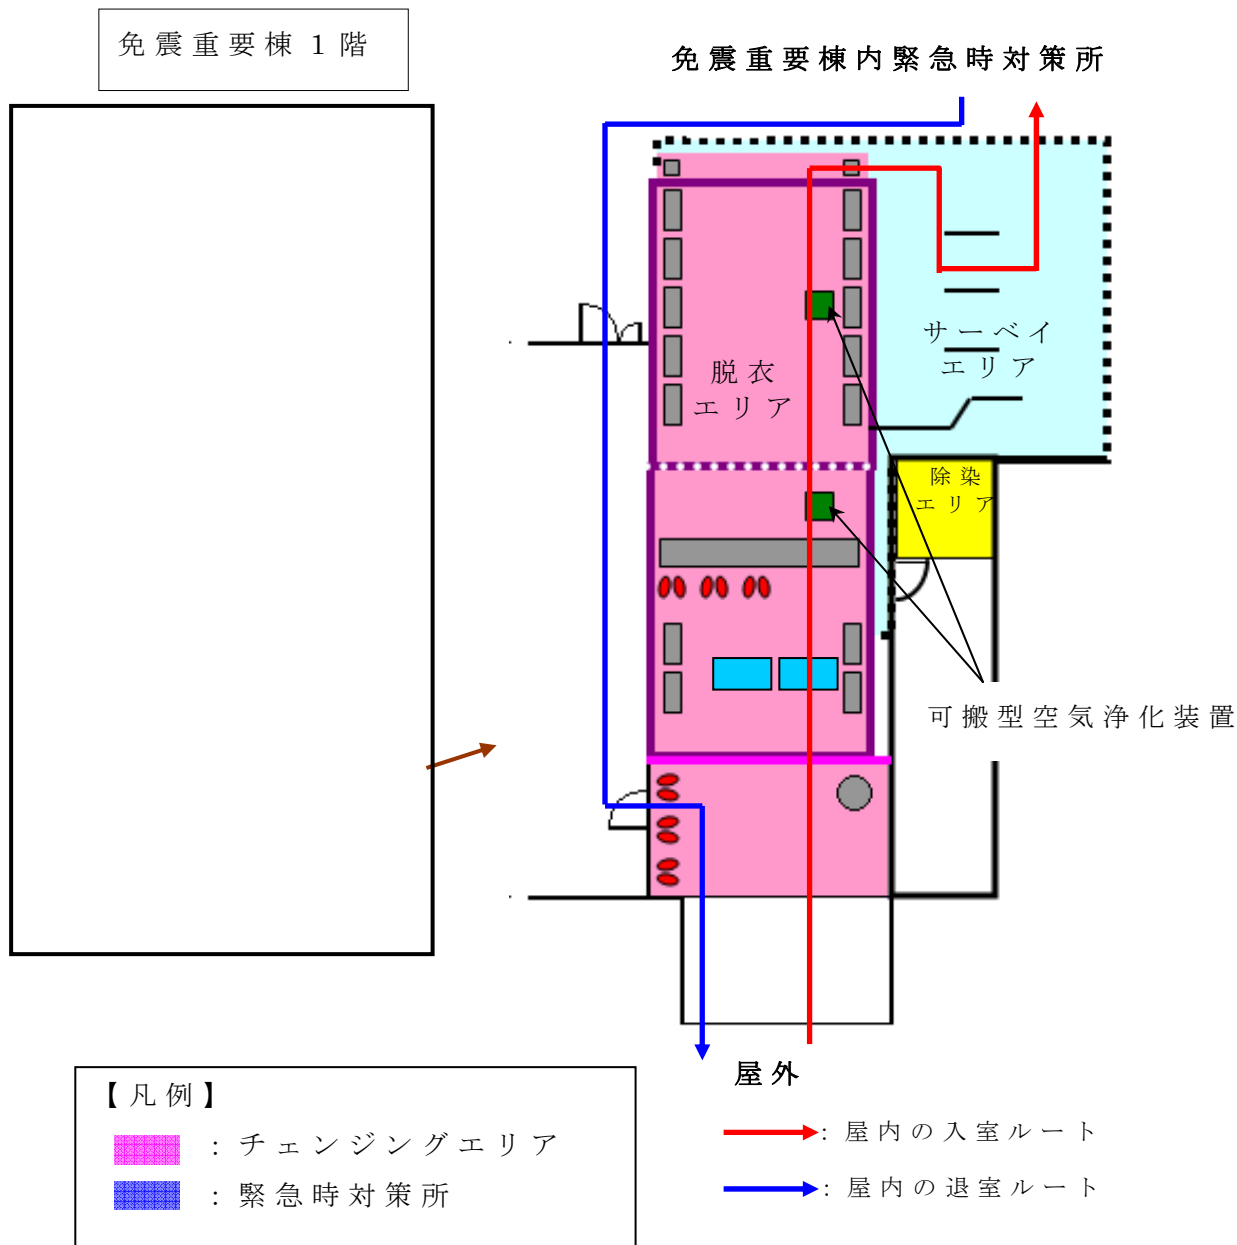 免震重要棟1階
免震重要棟内緊急時対策所
サーベイ
エリア
脱衣
エリア
除染
エリア
可搬型空気浄化装置
屋外
【凡例】
：チェンジングエリア
：緊急時対策所
：屋内の入室ルート
：屋内の退室ルート